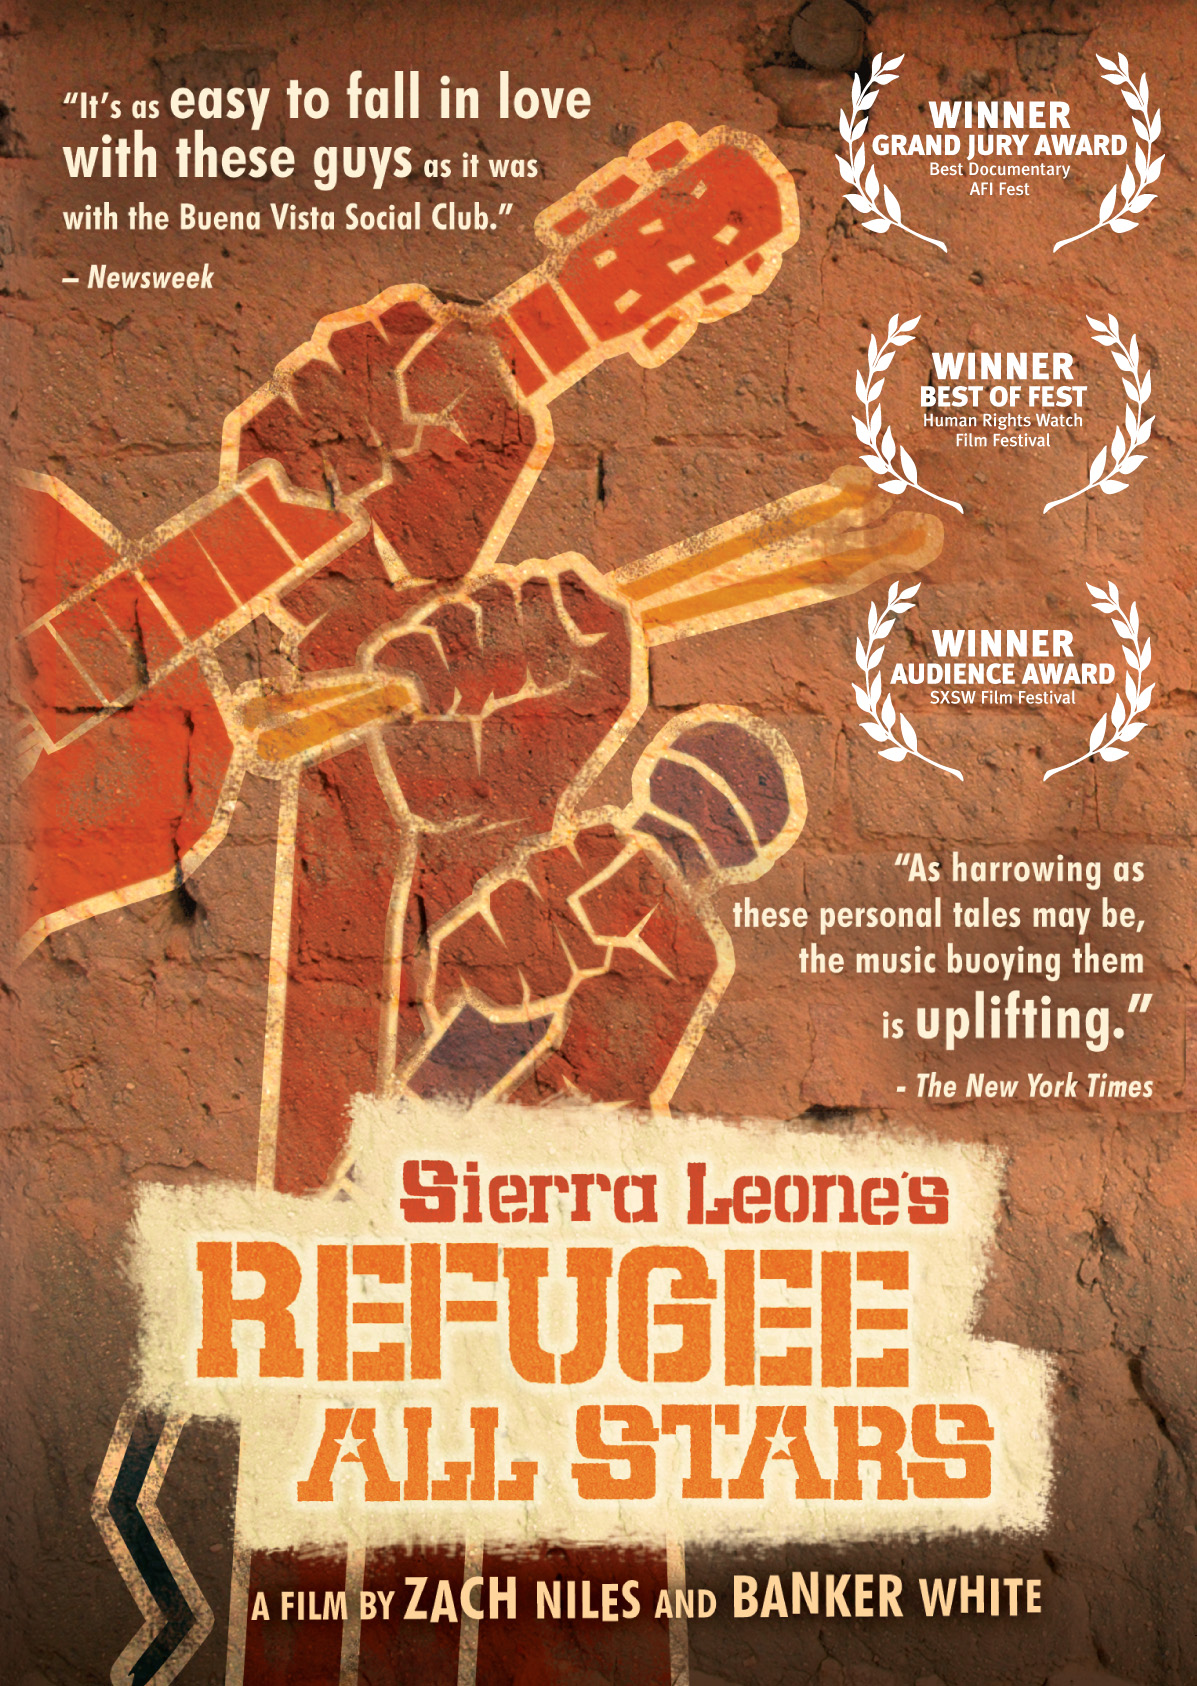 “It’s as easy to fall in love
with these guys as it was
with the Buena Vista Social Club.”
– Newsweek
WINNER
GRAND JURY AWARD
Best Documentary
AFI Fest
WINNER
BEST OF FEST
Human Rights Watch
Film Festival
WINNER
AUDIENCE AWARD
SXSW Film Festival
“As harrowing as
these personal tales may be,
the music buoying them
is uplifting.”
- The New York Times
Sierra Leone's
REFUGEE
ALL STARS
A FILM BY ZACH NILES AND BANKER WHITE